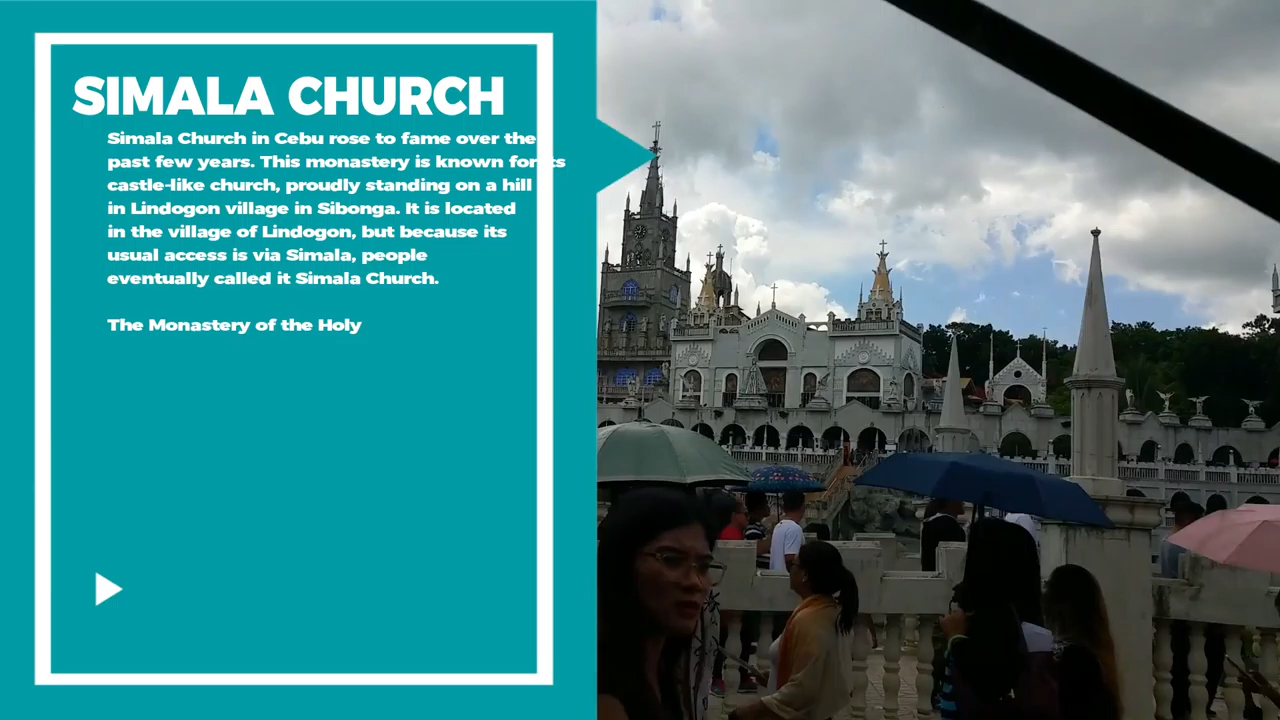 SIMALA CHURCH
Simala Church in Cebu rose to fame over the
past few years. This monastery is known for its
castle-like church, proudly standing on a hill
in Lindogon village in Sibonga. It is located
in the village of Lindogon, but because its
usual access is via Simala, people
eventually called it Simala Church.
The Monastery of the Holy